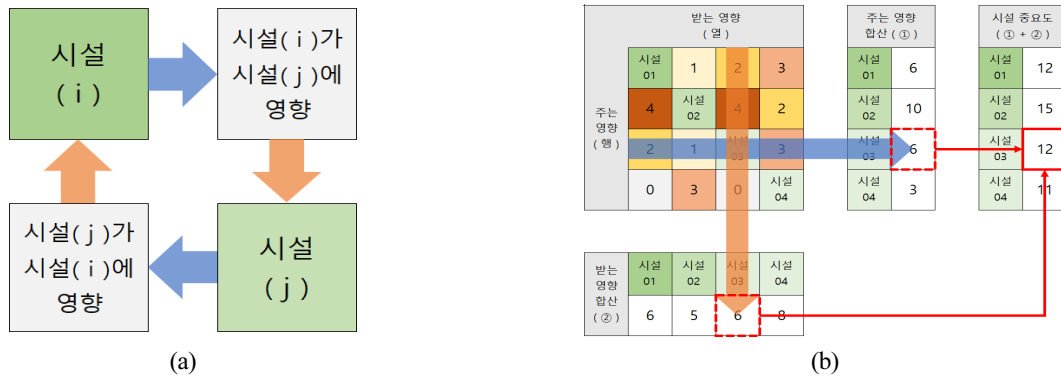 시설
( i )
시설( i )가
시설( j )에
영향
시설( j )가
시설( i )에
영향
시설
( j )
(a)
받는 영향
( 열 )
주는
영향
( 행 )
시설
01
1
2
3
4
시설
02
4
2
2
1
시설
03
3
0
3
0
시설
04
주는 영향
합산 ( ① )
시설
01
6
시설
02
10
시설
03
6
시설
04
3
시설 중요도
( ① + ② )
시설
01
12
시설
02
15
시설
03
12
시설
04
11
받는
영향
합산
( ② )
시설
01
시설
02
시설
03
시설
04
6
5
6
8
(b)